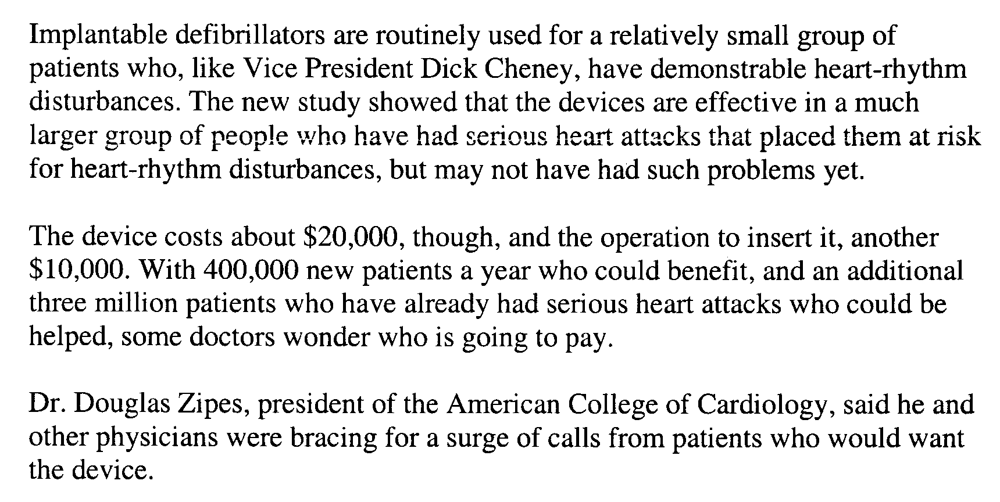 Implantable defibrillators are routinely used for a relatively small group of
patients who, like Vice President Dick Cheney, have demonstrable heart-rhythm
disturbances. The new study showed that the devices are effective in a much
larger group of people who have had serious heart attacks that placed them at risk
for heart-rhythm disturbances, but may not have had such problems yet.
The device costs about $20,000, though, and the operation to insert it, another
$10,000. With 400,000 new patients a year who could benefit, and an additional
three million patients who have already had serious heart attacks who could be
helped, some doctors wonder who is going to pay.
Dr. Douglas Zipes, president of the American College of Cardiology, said he and
other physicians were bracing for a surge of calls from patients who would want
the device.